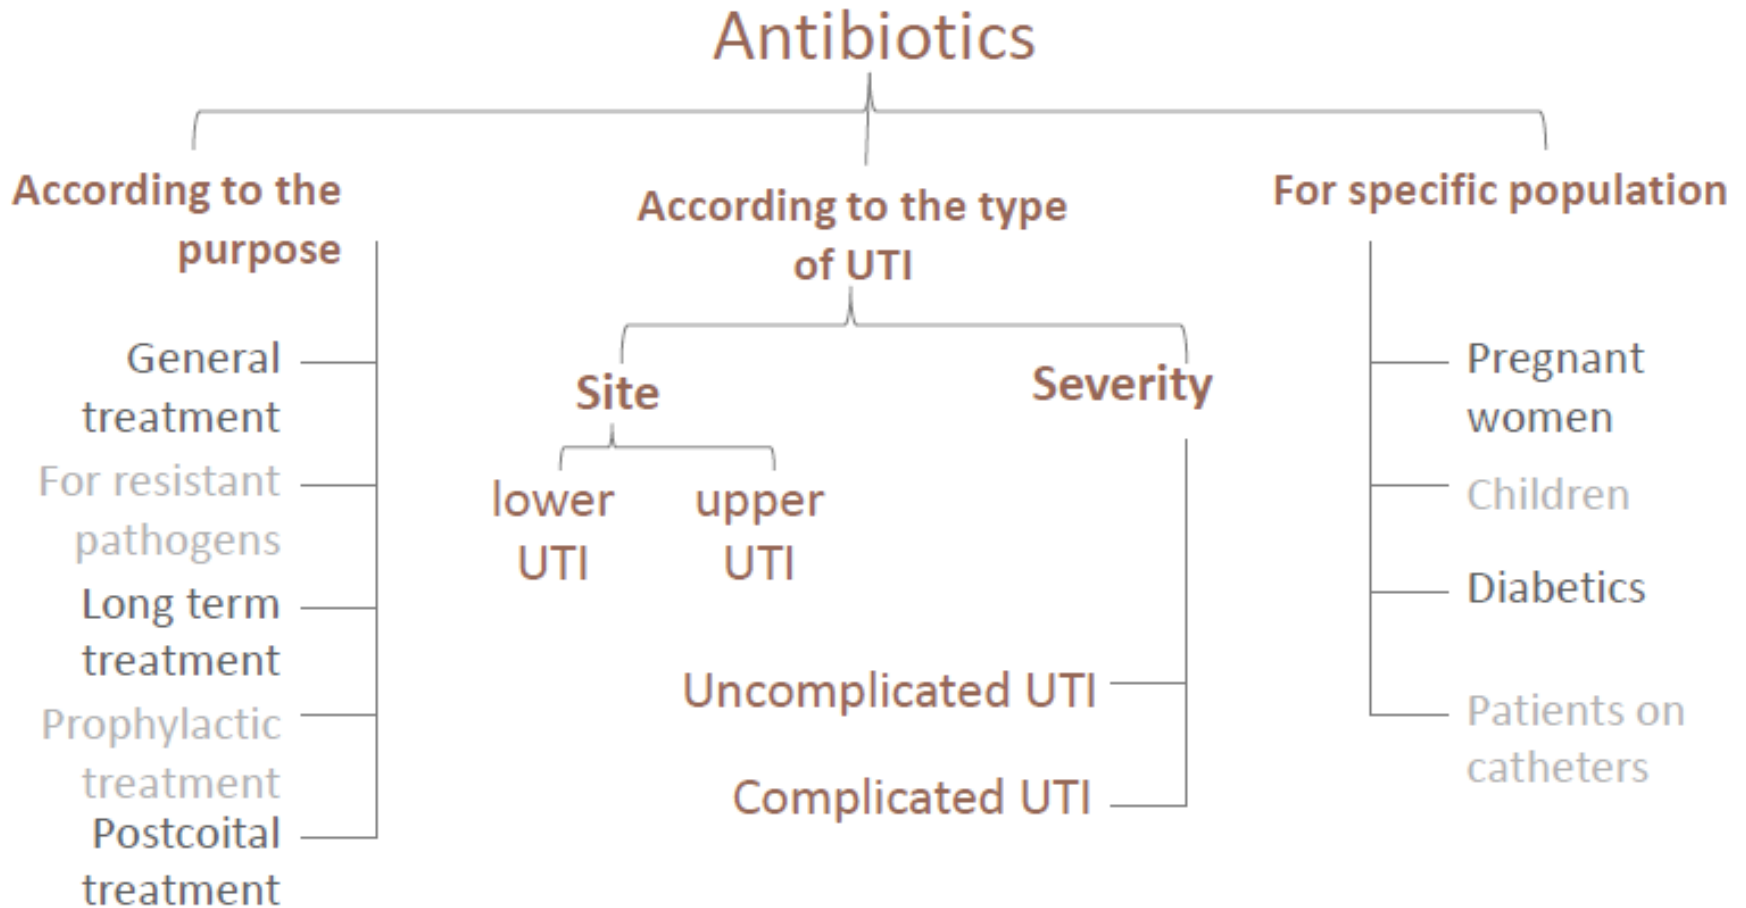 Antibiotics
According to the
purpose
General
treatment
For resistant
pathogens
Long term
treatment
Prophylactic
treatment
Postcoital
treatment
According to the type
of UTI
Site
lower
UTI
upper
UTI
Severity
Uncomplicated UTI
Complicated UTI
For specific population
Pregnant
women
Children
Diabetics
Patients on
catheters